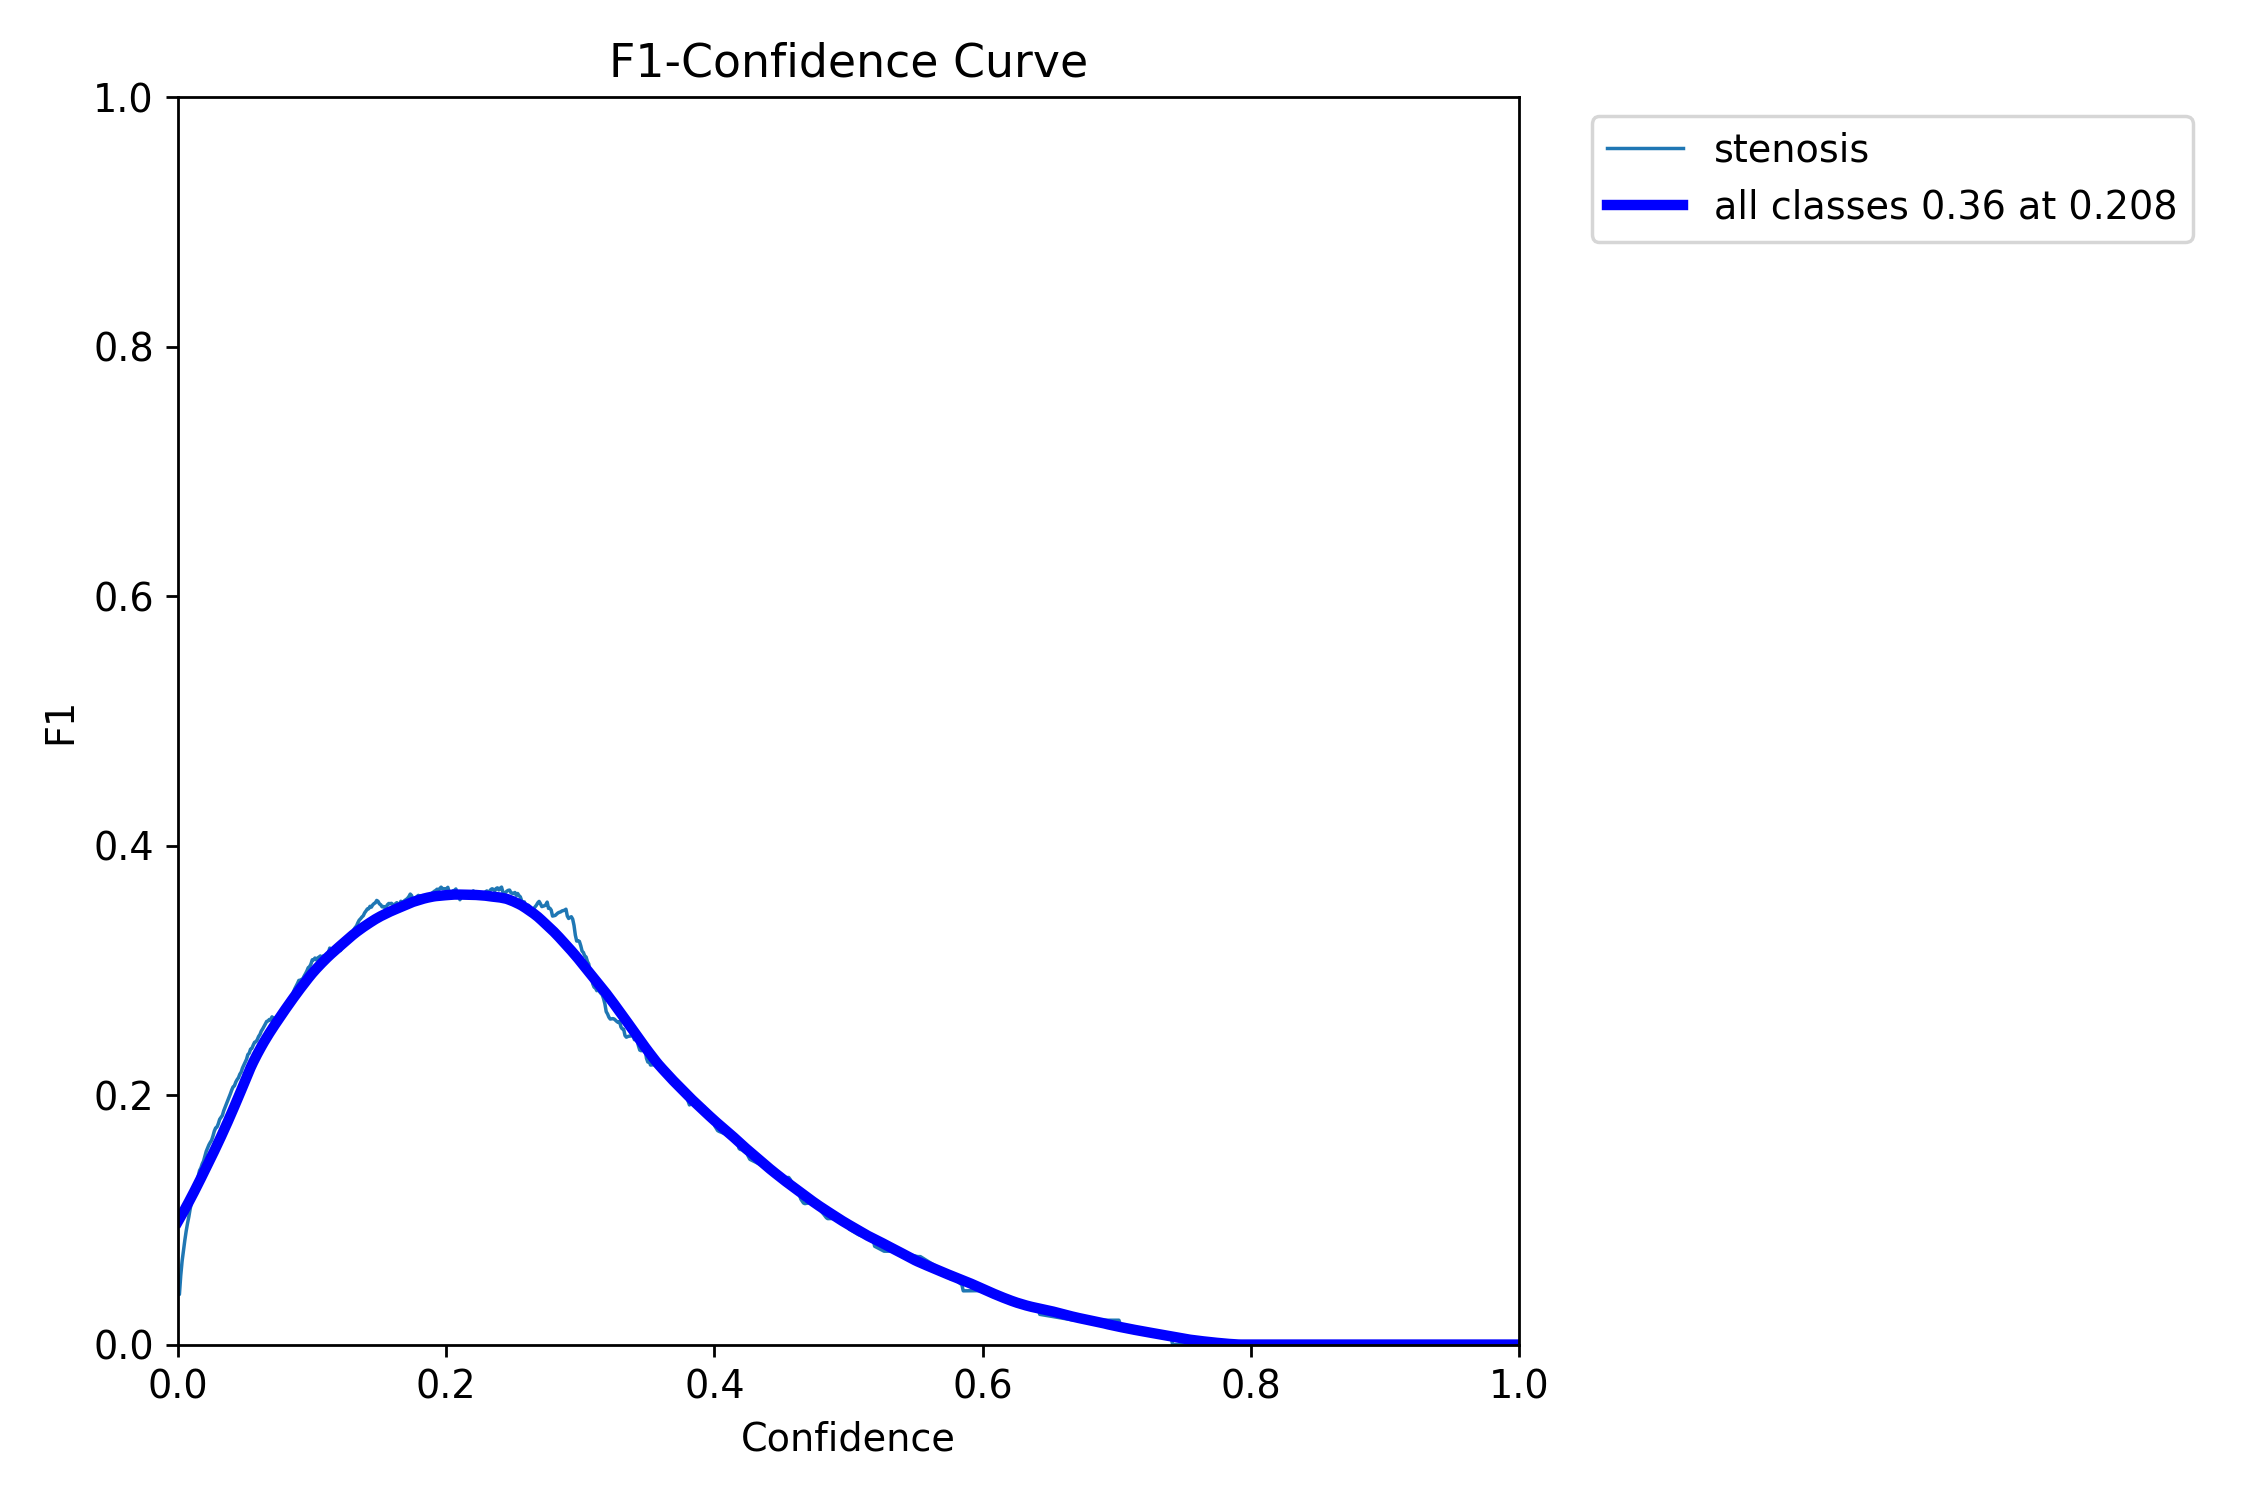 F1-Confidence Curve
1.0
0.8
0.6
0.4
0.2
0.0
F1
0.0 0.2 0.4 0.6 0.8 1.0
Confidence
stenosis
all classes 0.36 at 0.208